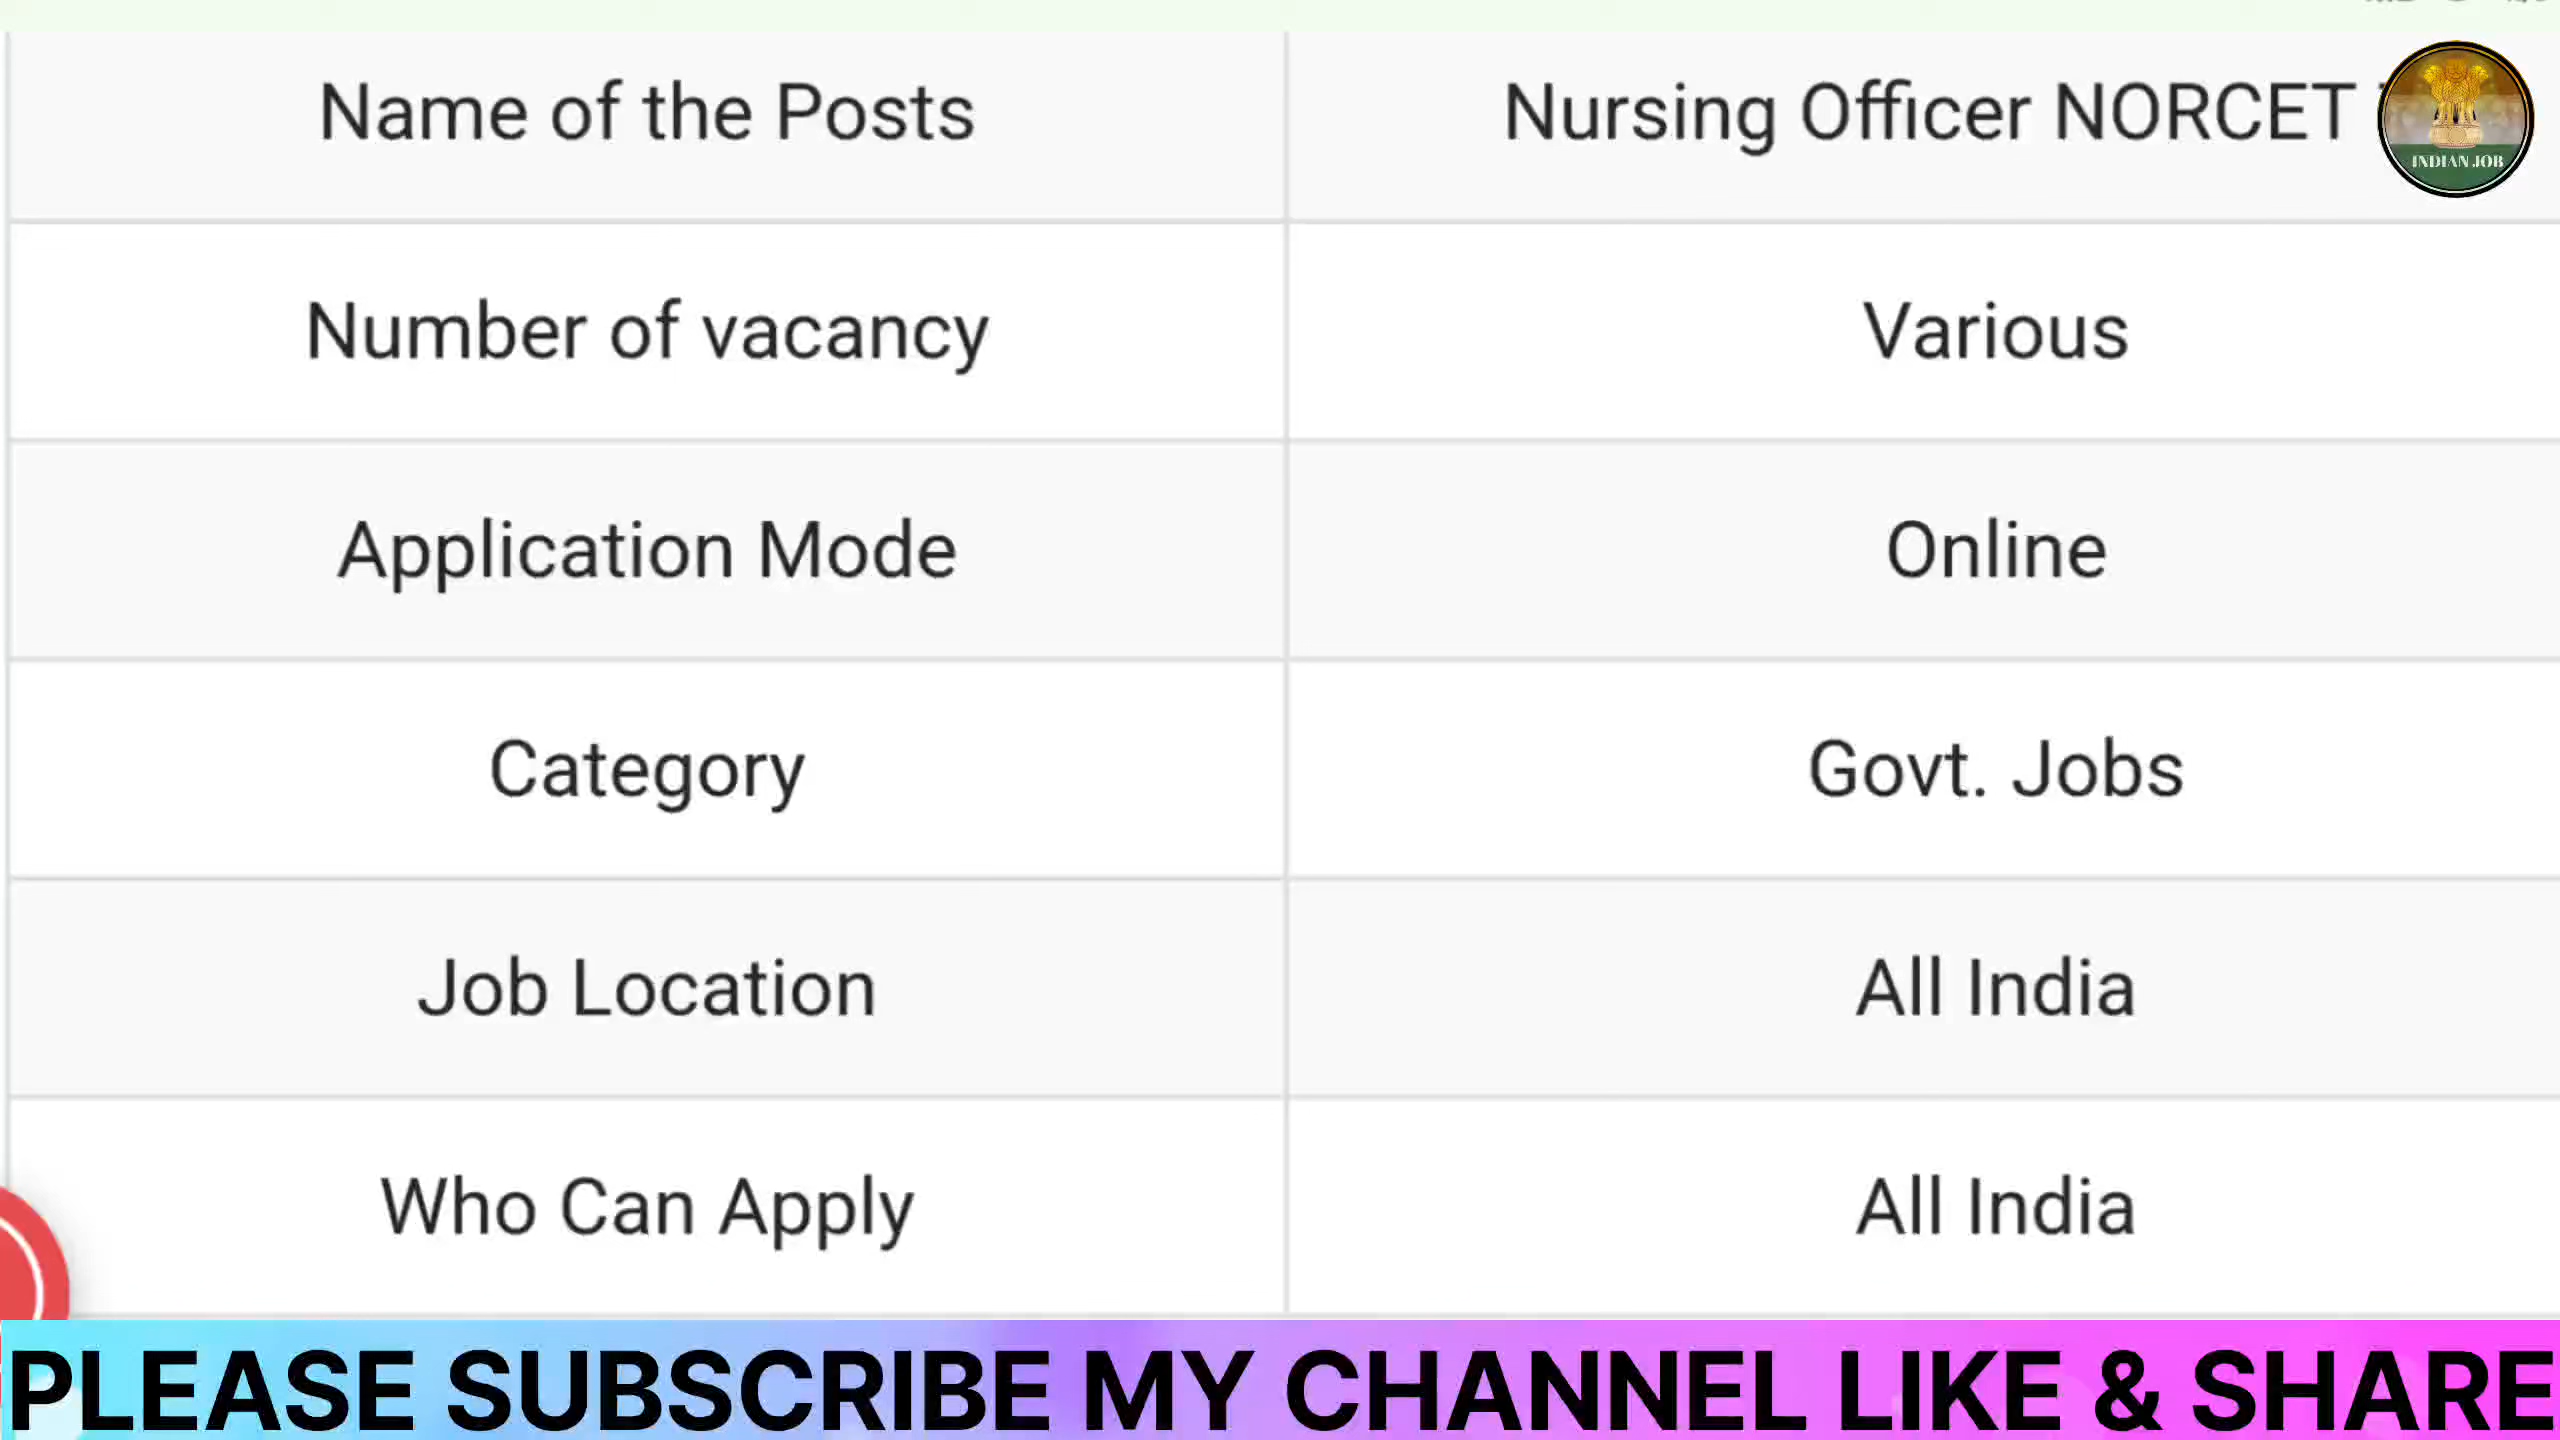 Name of the Posts Nursing Officer NORCET
INDIAN JOB
Number of vacancy Various
Application Mode Online
Category Govt. Jobs
Job Location All India
Who Can Apply All India
PLEASE SUBSCRIBE MY CHANNEL LIKE & SHARE